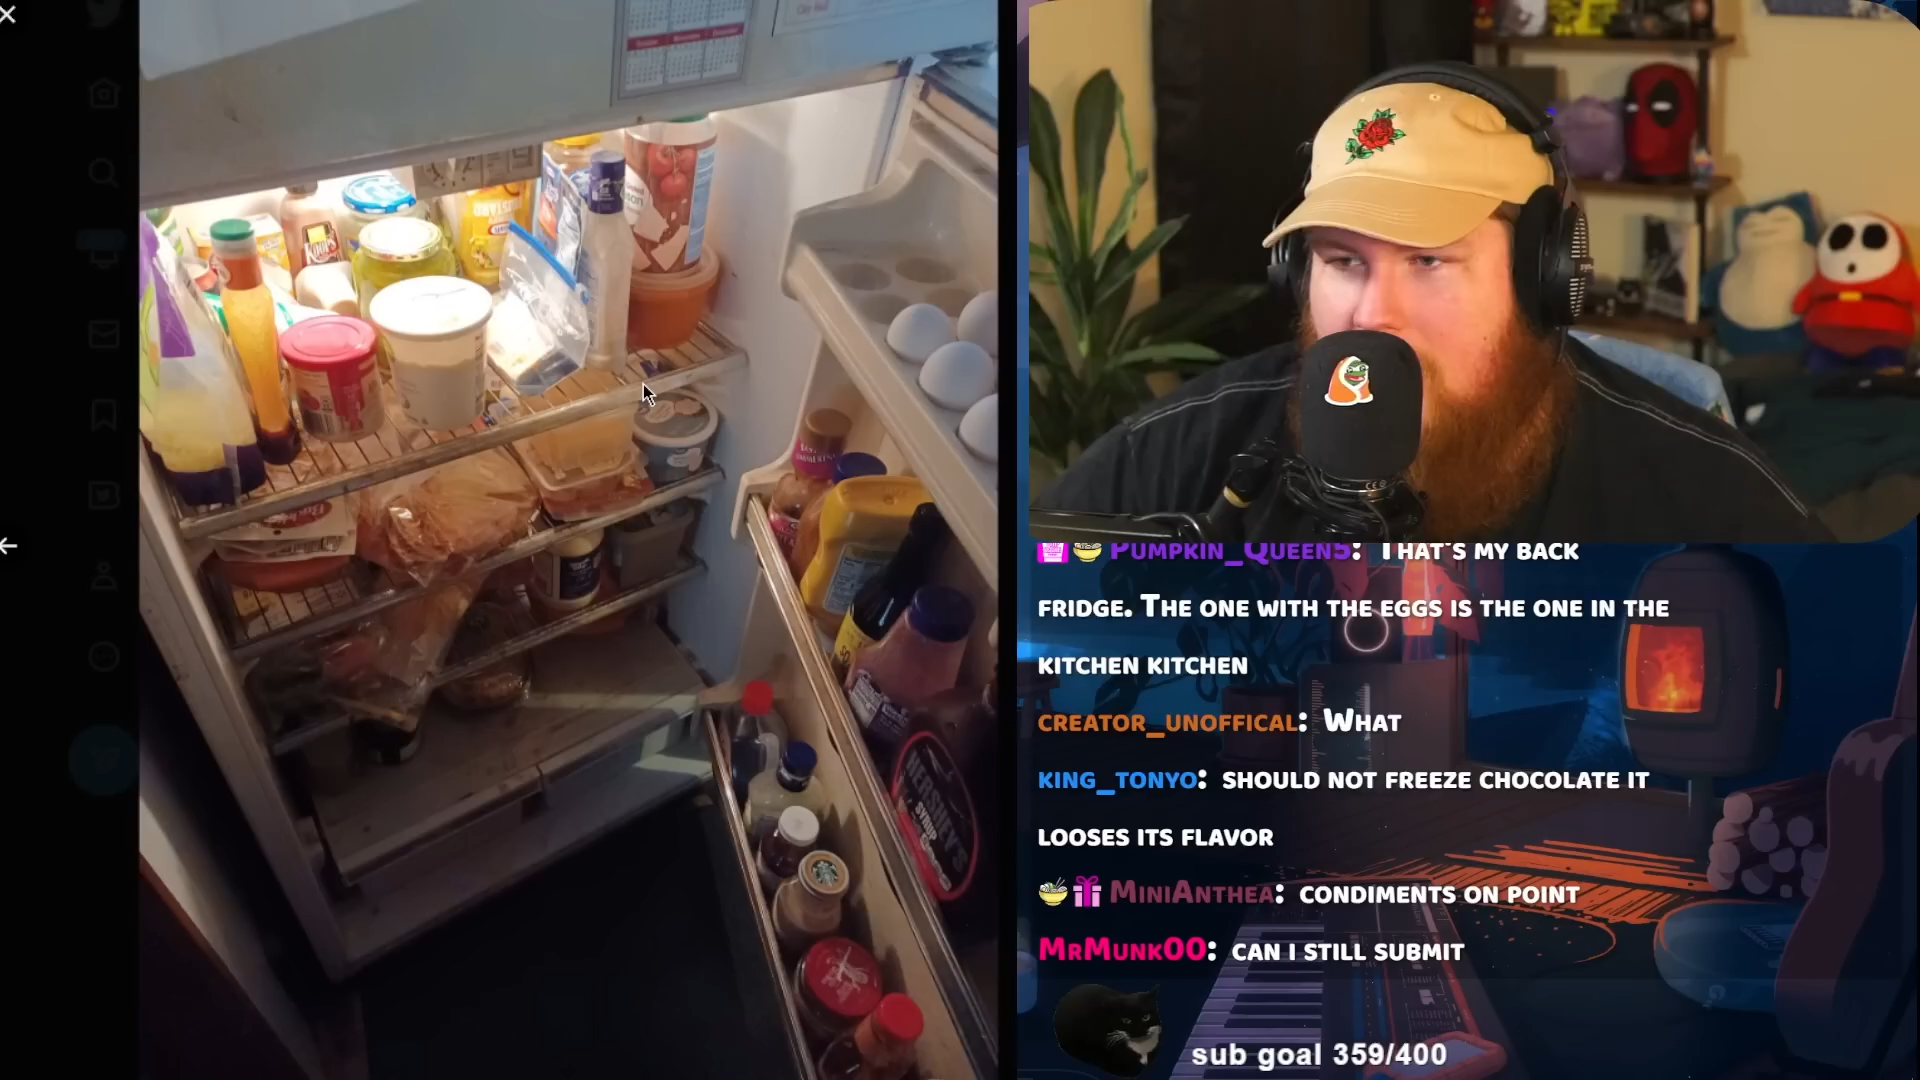 Koops
MUSTARD
HERSHEY'S
SYRUP
PUMPKIN_QUEEN5: THAT'S MY BACK
FRIDGE. THE ONE WITH THE EGGS IS THE ONE IN THE
KITCHEN KITCHEN
CREATOR_UNOFFICAL: WHAT
KING_TONYO: SHOULD NOT FREEZE CHOCOLATE IT
LOOSES ITS FLAVOR
MINIANTHEA: CONDIMENTS ON POINT
MRMUNK00: CAN I STILL SUBMIT
sub goal 359/400